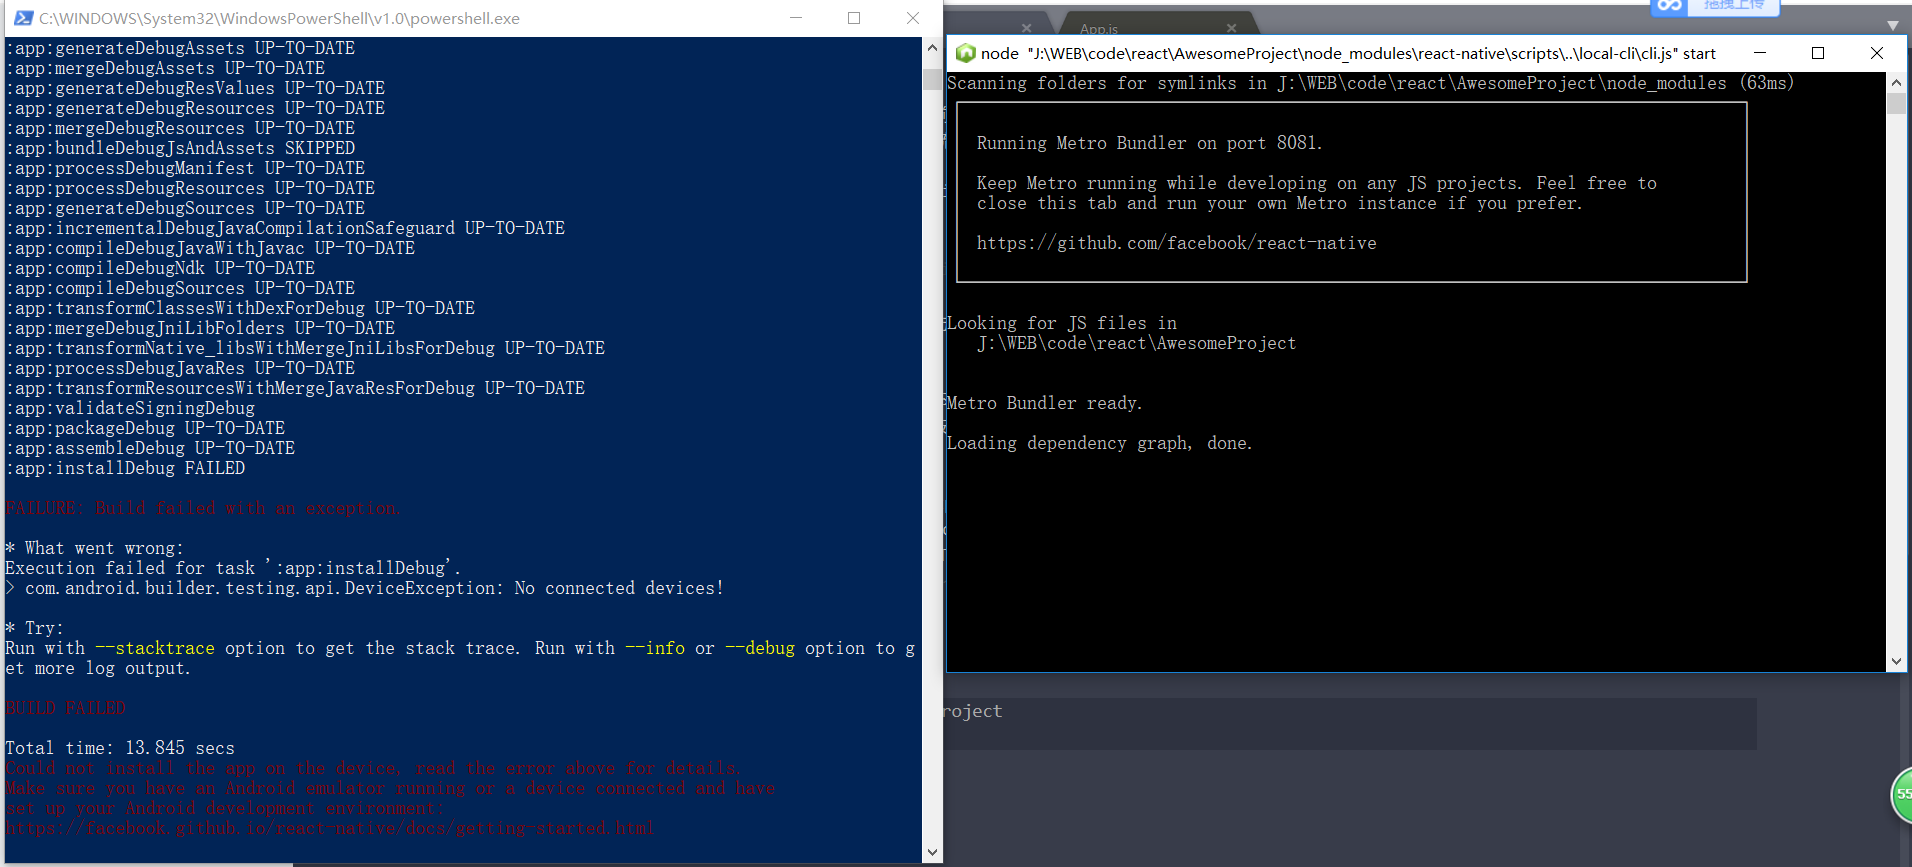 C:\WINDOWS\System32\WindowsPowerShell\v1.0\powershell.exe
:app:generateDebugAssets UP-TO-DATE
:app:mergeDebugAssets UP-TO-DATE
:app:generateDebugResValues UP-TO-DATE
:app:generateDebugResources UP-TO-DATE
:app:mergeDebugResources UP-TO-DATE
:app:bundleDebugJsAndAssets SKIPPED
:app:processDebugManifest UP-TO-DATE
:app:processDebugResources UP-TO-DATE
:app:generateDebugSources UP-TO-DATE
:app:incrementalDebugJavaCompilationSafeguard UP-TO-DATE
:app:compileDebugJavaWithJavac UP-TO-DATE
:app:compileDebugNdk UP-TO-DATE
:app:compileDebugSources UP-TO-DATE
:app:transformClassesWithDexForDebug UP-TO-DATE
:app:mergeDebugJniLibFolders UP-TO-DATE
:app:transformNative_libsWithMergeJniLibsForDebug UP-TO-DATE
:app:processDebugJavaRes UP-TO-DATE
:app:transformResourcesWithMergeJavaResForDebug UP-TO-DATE
:app:validateSigningDebug
:app:packageDebug UP-TO-DATE
:app:assembleDebug UP-TO-DATE
:app:installDebug FAILED
FAILURE: Build failed with an exception.
* What went wrong:
Execution failed for task ':app:installDebug'.
> com.android.builder.testing.api.DeviceException: No connected devices!
* Try:
Run with --stacktrace option to get the stack trace. Run with --info or --debug option to g
et more log output.
BUILD FAILED
Total time: 13.845 secs
Could not install the app on the device, read the error above for details.
Make sure you have an Android emulator running or a device connected and have
set up your Android development environment:
https://facebook.github.io/react-native/docs/getting-started.html
App.js
拖拽上传
node "J:\WEB\code\react\AwesomeProject\node_modules\react-native\scripts\..\local-cli\cli.js" start
Scanning folders for symlinks in J:\WEB\code\react\AwesomeProject\node_modules (63ms)
Running Metro Bundler on port 8081.
Keep Metro running while developing on any JS projects. Feel free to
close this tab and run your own Metro instance if you prefer.
https://github.com/facebook/react-native
Looking for JS files in
J:\WEB\code\react\AwesomeProject
Metro Bundler ready.
Loading dependency graph, done.
roject
55